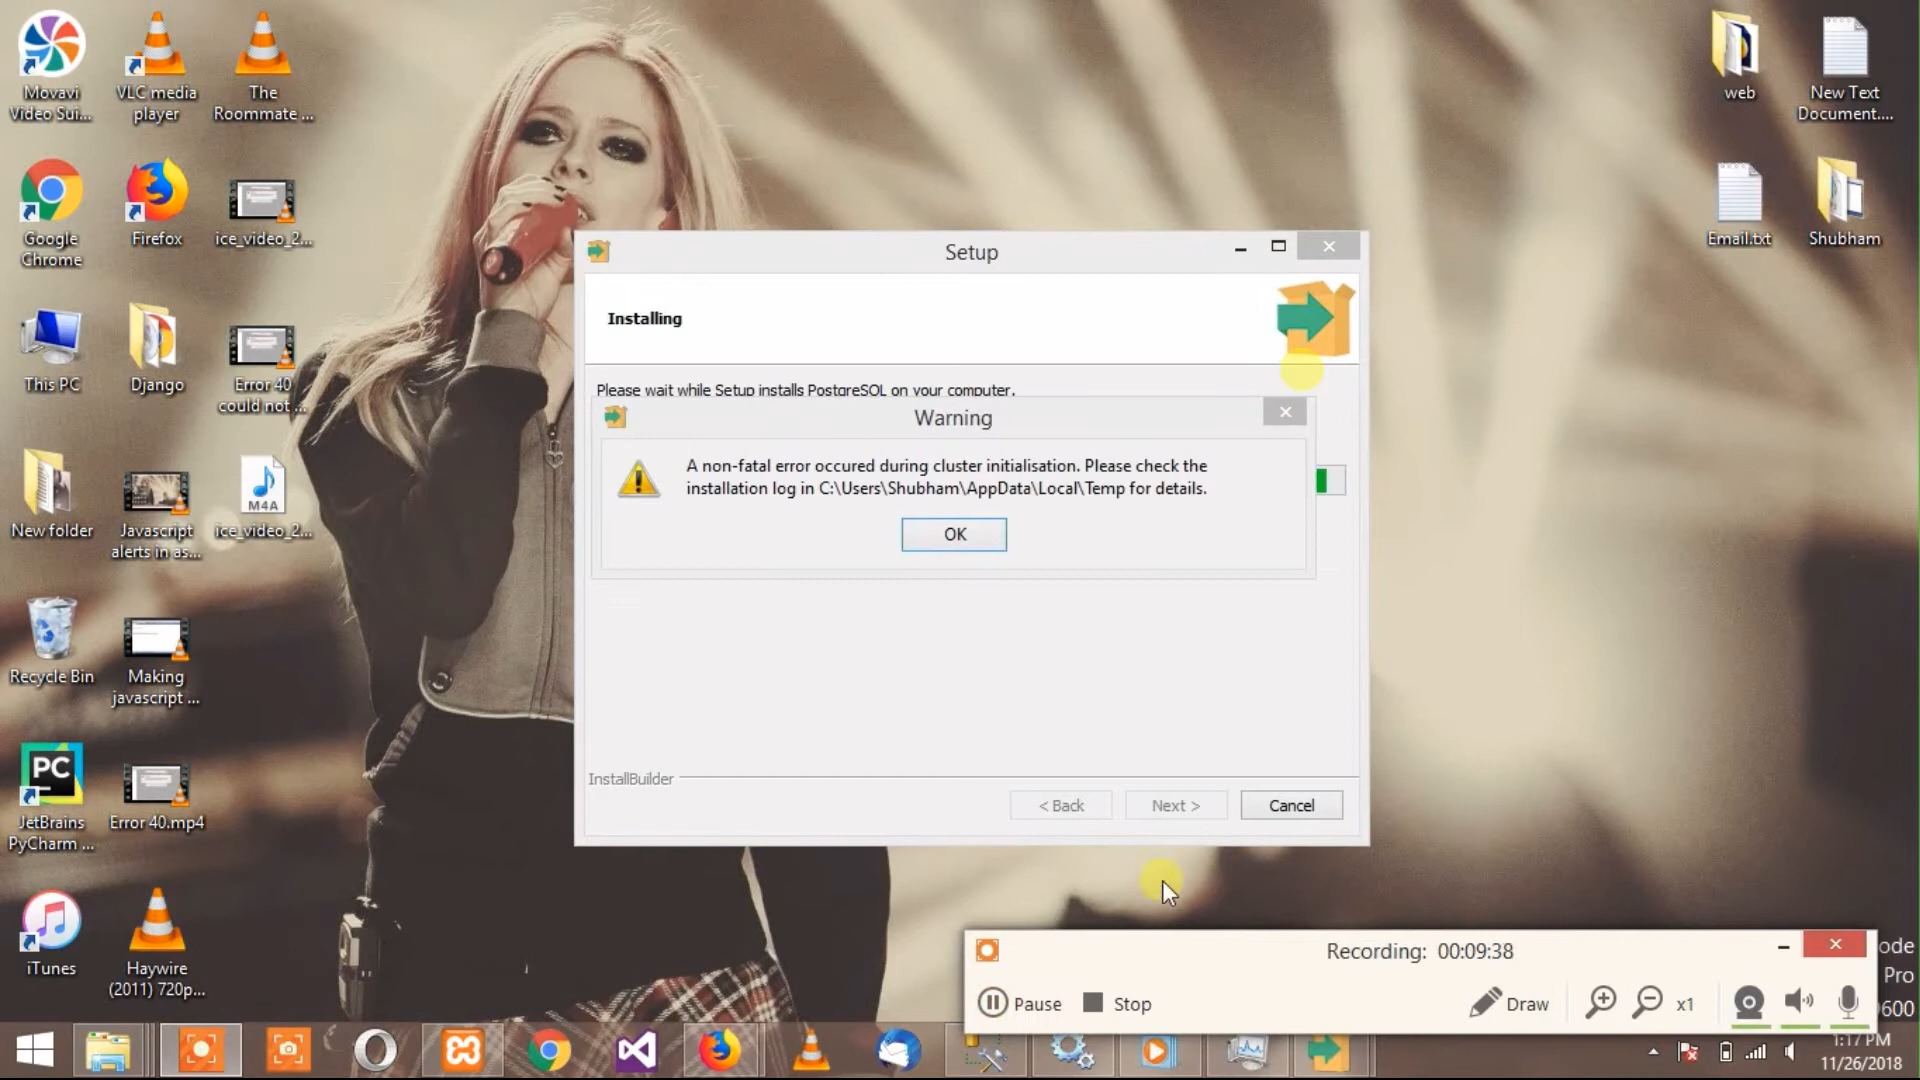 Movavi
Video Sui...
VLC media
player
The
Roommate ...
web
New Text
Document....
Google
Chrome
Firefox
ice_video_2...
Email.txt
Shubham
Setup
Installing
Please wait while Setup installs PostgreSQL on your computer.
Warning
A non-fatal error occured during cluster initialisation. Please check the
installation log in C:\Users\Shubham\AppData\Local\Temp for details.
OK
This PC
Django
Error 40
could not ...
New folder
Javascript
alerts in as...
M4A
ice_video_2...
Recycle Bin
Making
javascript ...
InstallBuilder
< Back
Next >
Cancel
PC
JetBrains
PyCharm ...
Error 40.mp4
iTunes
Haywire
(2011) 720p...
Recording: 00:09:38
ode
Pro
Pause
Stop
Draw
x1
0600
1:17 PM
11/26/2018